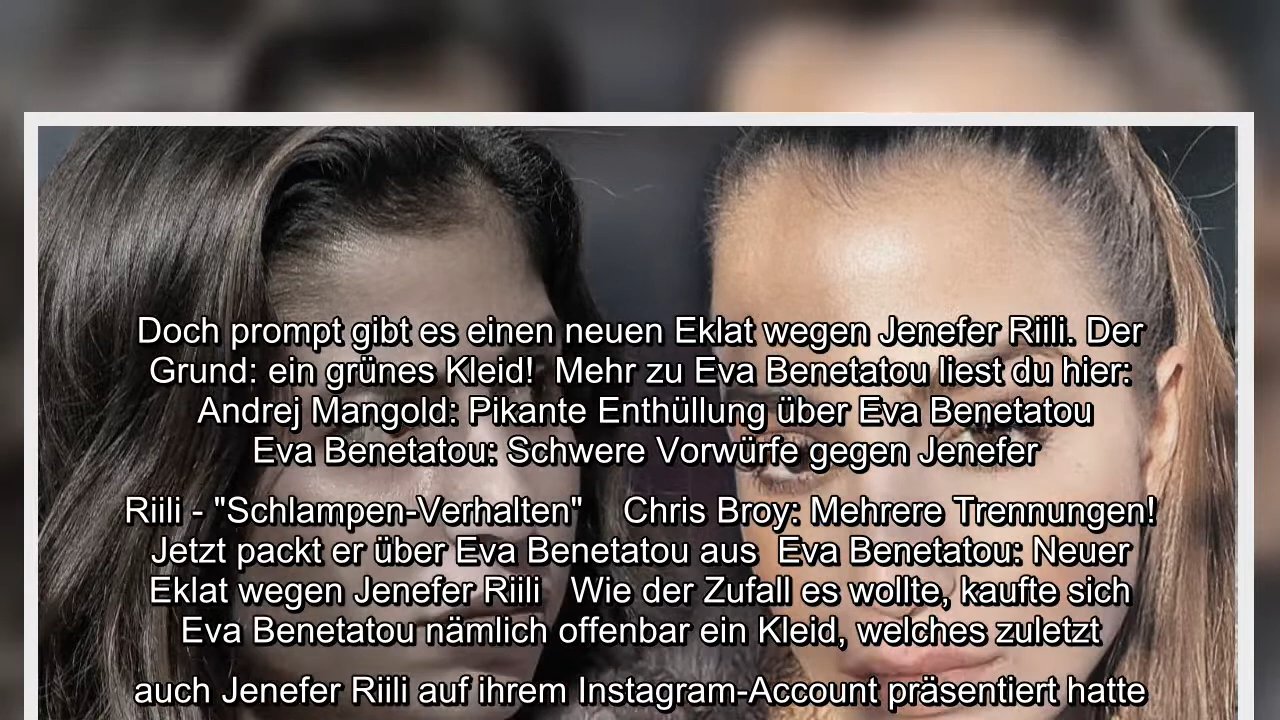 Doch prompt gibt es einen neuen Eklat wegen Jenefer Riili. Der
Grund: ein grünes Kleid!  Mehr zu Eva Benetatou liest du hier:
Andrej Mangold: Pikante Enthüllung über Eva Benetatou
Eva Benetatou: Schwere Vorwürfe gegen Jenefer
Riili - "Schlampen-Verhalten"    Chris Broy: Mehrere Trennungen!
Jetzt packt er über Eva Benetatou aus  Eva Benetatou: Neuer
Eklat wegen Jenefer Riili   Wie der Zufall es wollte, kaufte sich
Eva Benetatou nämlich offenbar ein Kleid, welches zuletzt
auch Jenefer Riili auf ihrem Instagram-Account präsentiert hatte